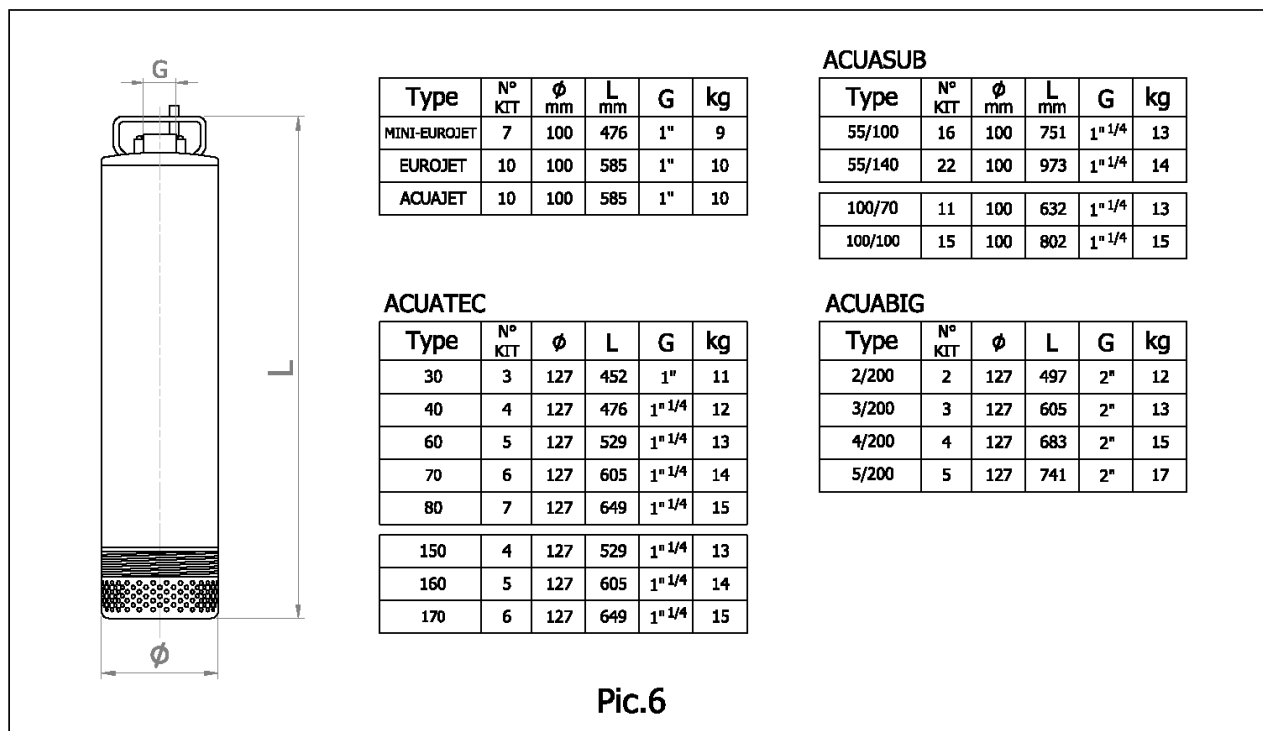 G
L
ϕ
Type N° KIT ϕ mm L mm G kg
MINI-EUROJET 7 100 476 1" 9
EUROJET 10 100 585 1" 10
ACUAJET 10 100 585 1" 10
ACUASUB
Type N° KIT ϕ mm L mm G kg
55/100 16 100 751 1" 1/4 13
55/140 22 100 973 1" 1/4 14
100/70 11 100 632 1" 1/4 13
100/100 15 100 802 1" 1/4 15
ACUATEC
Type N° KIT ϕ L G kg
30 3 127 452 1" 11
40 4 127 476 1" 1/4 12
60 5 127 529 1" 1/4 13
70 6 127 605 1" 1/4 14
80 7 127 649 1" 1/4 15
150 4 127 529 1" 1/4 13
160 5 127 605 1" 1/4 14
170 6 127 649 1" 1/4 15
ACUABIG
Type N° KIT ϕ L G kg
2/200 2 127 497 2" 12
3/200 3 127 605 2" 13
4/200 4 127 683 2" 15
5/200 5 127 741 2" 17
Pic.6